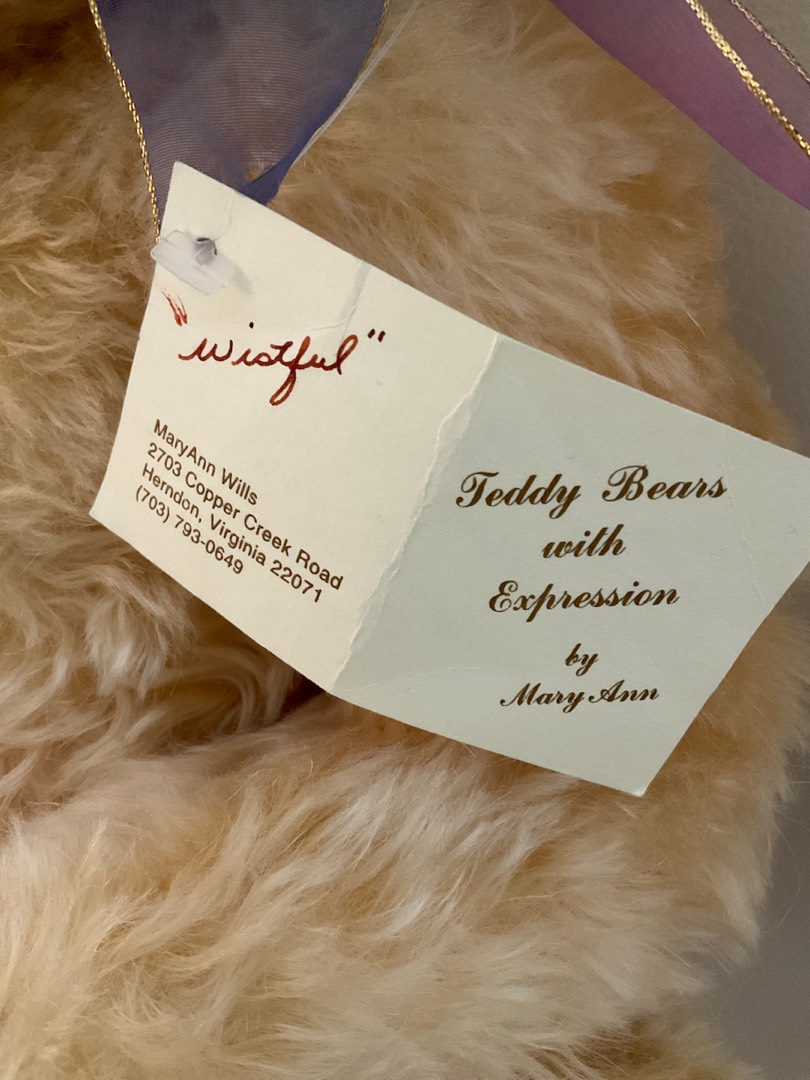 "Wistful"
MaryAnn Wills
2703 Copper Creek Road
Herndon, Virginia 22071
(703) 793-0649
Teddy Bears
with
Expression
by
Mary Ann